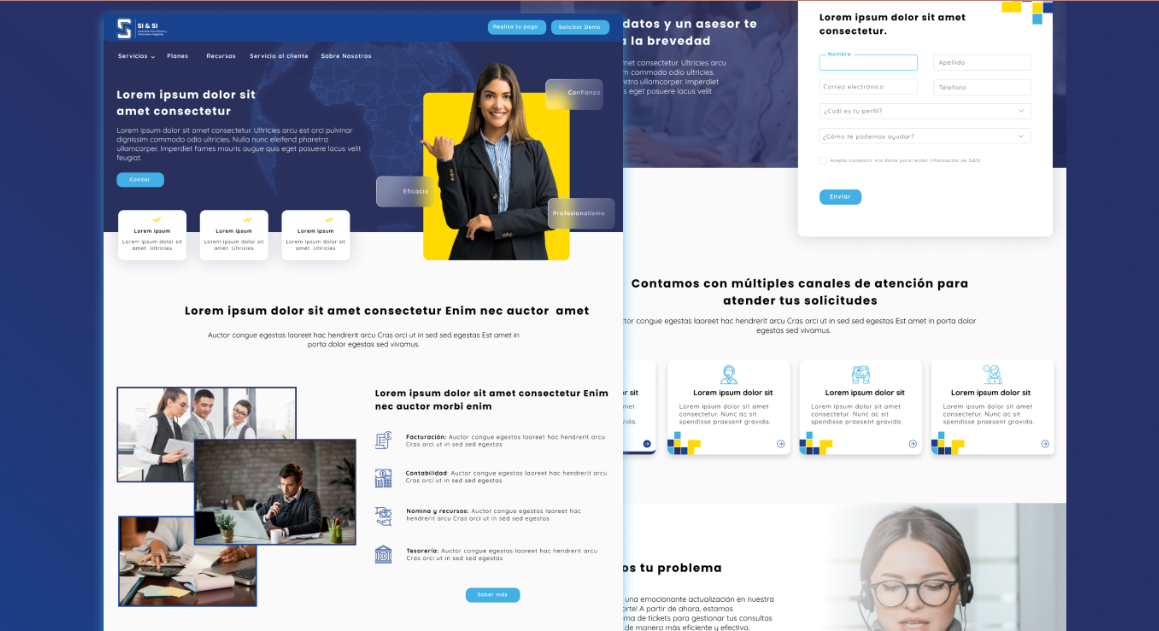 SI & SI
Realiza tu pago
Solicitar Demo
Servicios
Planes
Recursos
Servicio al cliente
Sobre Nosotros
Lorem ipsum dolor sit
amet consectetur
Lorem ipsum dolor sit amet consectetur. Ultricies arcu est orci pulvinar
dignissim commodo odio ultricies. Nulla nunc eleifend pharetra
ullamcorper. Imperdiet fames mauris augue quis eget posuere lacus velit
feugiat.
Cotizar
Confianza
Eficacia
Profesionalismo
Lorem ipsum
Lorem ipsum dolor sit
amet Ultricies
Lorem ipsum
Lorem ipsum dolor sit
amet Ultricies
Lorem ipsum
Lorem ipsum dolor sit
amet Ultricies
Lorem ipsum dolor sit amet consectetur Enim nec auctor amet
Auctor congue egestas laoreet hac hendrerit arcu Cras orci ut in sed sed egestas Est amet in
porta dolor egestas sed vivamus.
Lorem ipsum dolor sit amet consectetur Enim
nec auctor morbi enim
Facturación: Auctor congue egestas laoreet hac hendrerit arcu
Cras orci ut in sed sed egestas
Contabilidad: Auctor congue egestas laoreet hac hendrerit arcu
Cras orci ut in sed sed egestas
Nomina y recursos: Auctor congue egestas laoreet hac
hendrerit arcu Cras orci ut in sed sed egestas
Tesorería: Auctor congue egestas laoreet hac hendrerit arcu
Cras orci ut in sed sed egestas
Saber más
datos y un asesor te
a la brevedad
met consectetur. Ultricies arcu
m commodo odio ultricies.
retra ullamcorper. Imperdiet
s eget posuere lacus velit
Lorem ipsum dolor sit amet
consectetur.
Nombre
Apellido
Correo electrónico
Télefono
¿Cuál es tu perfil?
¿Cómo te podemos ayudar?
Acepto compartir mis datos para recibir información de S&S
Enviar
Contamos con múltiples canales de atención para
atender tus solicitudes
tor congue egestas laoreet hac hendrerit arcu Cras orci ut in sed sed egestas Est amet in porta dolor
egestas sed vivamus.
r sit
met
vida.
Lorem ipsum dolor sit
Lorem ipsum dolor sit amet
consectetur. Nunc ac sit
spendisse praesent gravida.
Lorem ipsum dolor sit
Lorem ipsum dolor sit amet
consectetur. Nunc ac sit
spendisse praesent gravida.
Lorem ipsum dolor sit
Lorem ipsum dolor sit amet
consectetur. Nunc ac sit
spendisse praesent gravida.
os tu problema
una emocionante actualización en nuestra
orte! A partir de ahora, estamos
ma de tickets para gestionar tus consultas
de manera más eficiente y efectiva.